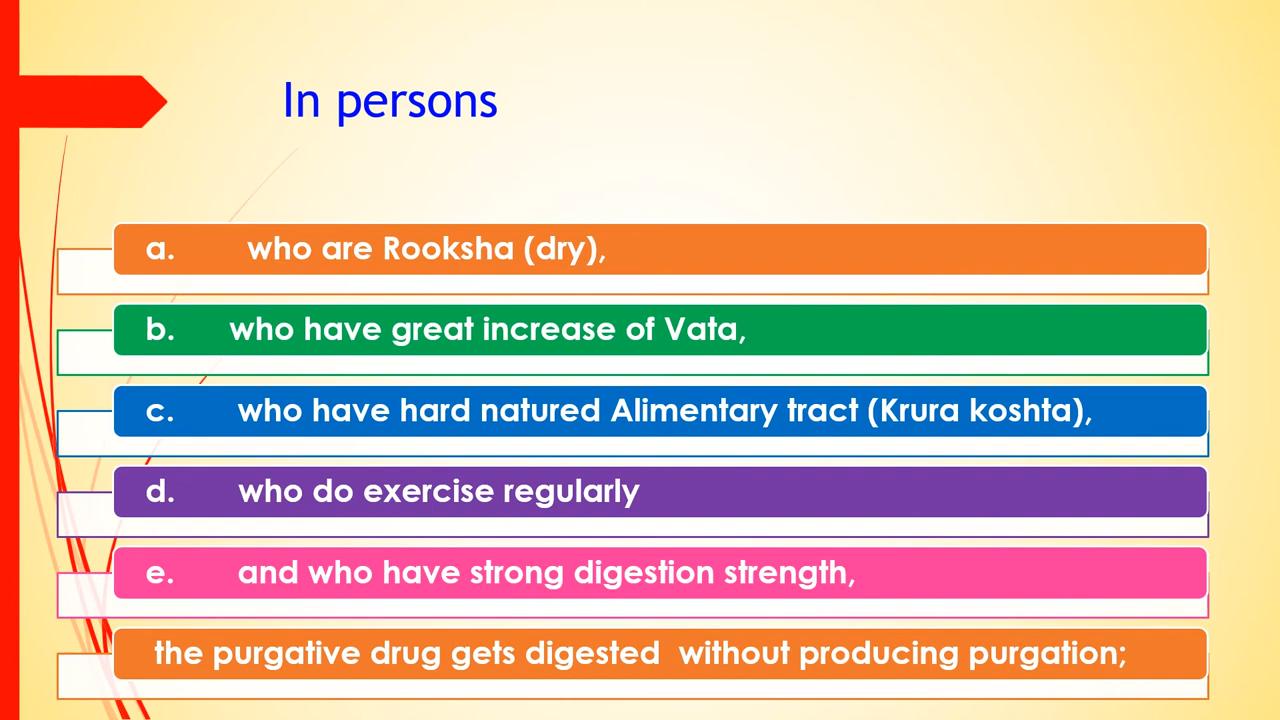 In persons
a. who are Rooksha (dry),
b. who have great increase of Vata,
c. who have hard natured Alimentary tract (Krura koshta),
d. who do exercise regularly
e. and who have strong digestion strength,
the purgative drug gets digested without producing purgation;